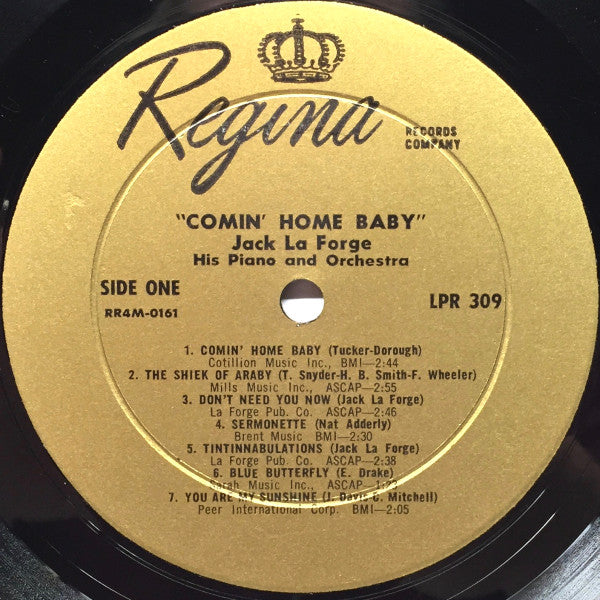 Regina
RECORDS
COMPANY
"COMIN' HOME BABY"
Jack La Forge
His Piano and Orchestra
SIDE ONE
LPR 309
RR4M-0161
1. COMIN' HOME BABY (Tucker-Dorough)
Cotillion Music Inc., BMI—2:44
2. THE SHIEK OF ARABY (T. Snyder-H. B. Smith-F. Wheeler)
Mills Music Inc., ASCAP—2:55
3. DON'T NEED YOU NOW (Jack La Forge)
La Forge Pub. Co. ASCAP—2:46
4. SERMONETTE (Nat Adderly)
Brent Music BMI—2:30
5. TINTINNABULATIONS (Jack La Forge)
La Forge Pub. Co. ASCAP—2:38
6. BLUE BUTTERFLY (E. Drake)
Sarah Music Inc., ASCAP
7. YOU ARE MY SUNSHINE (J. Davis-C. Mitchell)
Peer International Corp. BMI—2:05